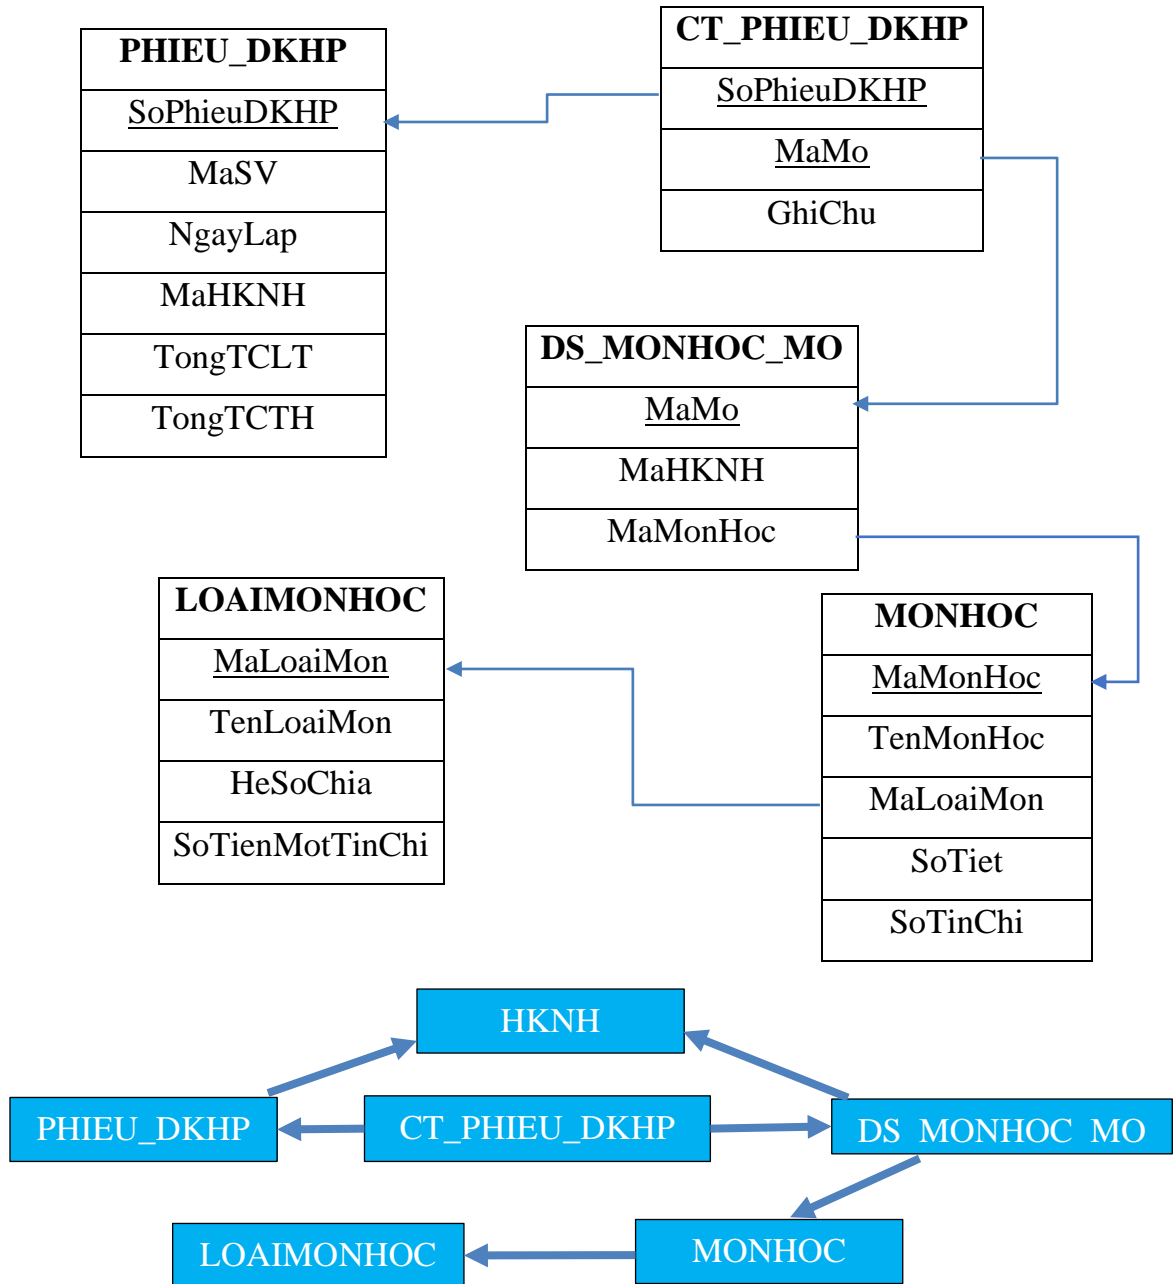 PHIEU_DKHP
SoPhieuDKHP
MaSV
NgayLap
MaHKNH
TongTCLT
TongTCTH
CT_PHIEU_DKHP
SoPhieuDKHP
MaMo
GhiChu
DS_MONHOC_MO
MaMo
MaHKNH
MaMonHoc
LOAIMONHOC
MaLoaiMon
TenLoaiMon
HeSoChia
SoTienMotTinChi
MONHOC
MaMonHoc
TenMonHoc
MaLoaiMon
SoTiet
SoTinChi
HKNH
PHIEU_DKHP
CT_PHIEU_DKHP
DS_MONHOC_MO
LOAIMONHOC
MONHOC